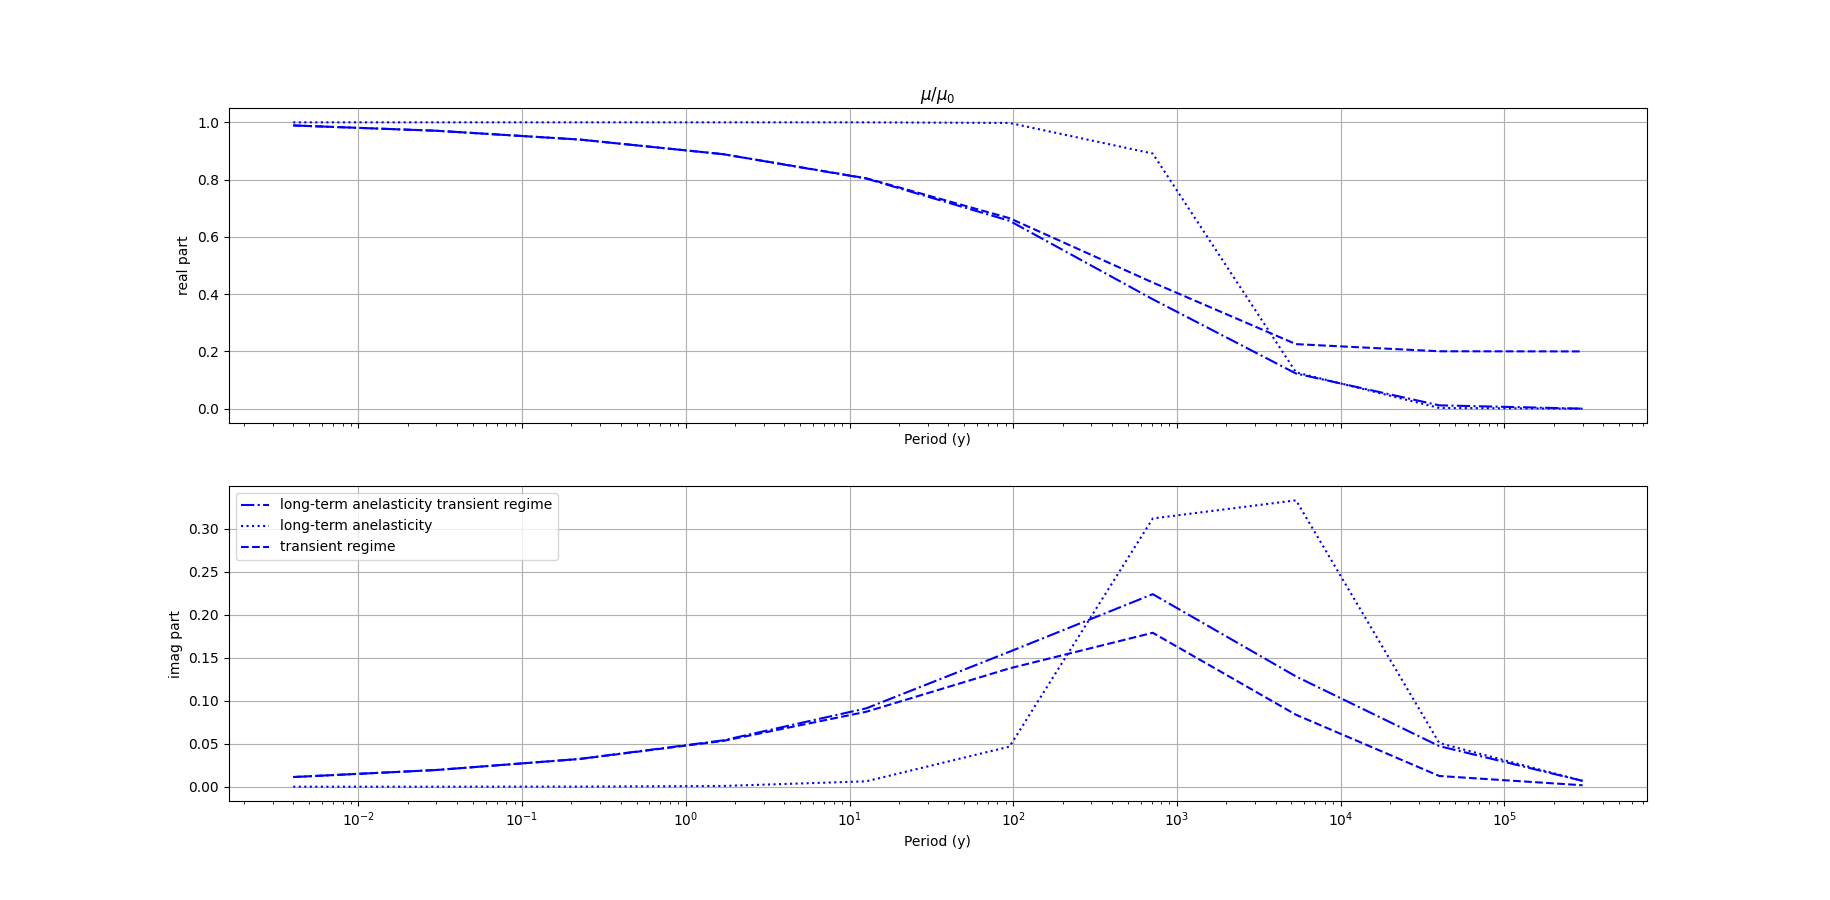 μ/μ₀
1.0
0.8
0.6
0.4
0.2
0.0
real part
Period (y)
long-term anelasticity transient regime
long-term anelasticity
transient regime
0.30
0.25
0.20
0.15
0.10
0.05
0.00
imag part
10⁻² 10⁻¹ 10⁰ 10¹ 10² 10³ 10⁴ 10⁵
Period (y)